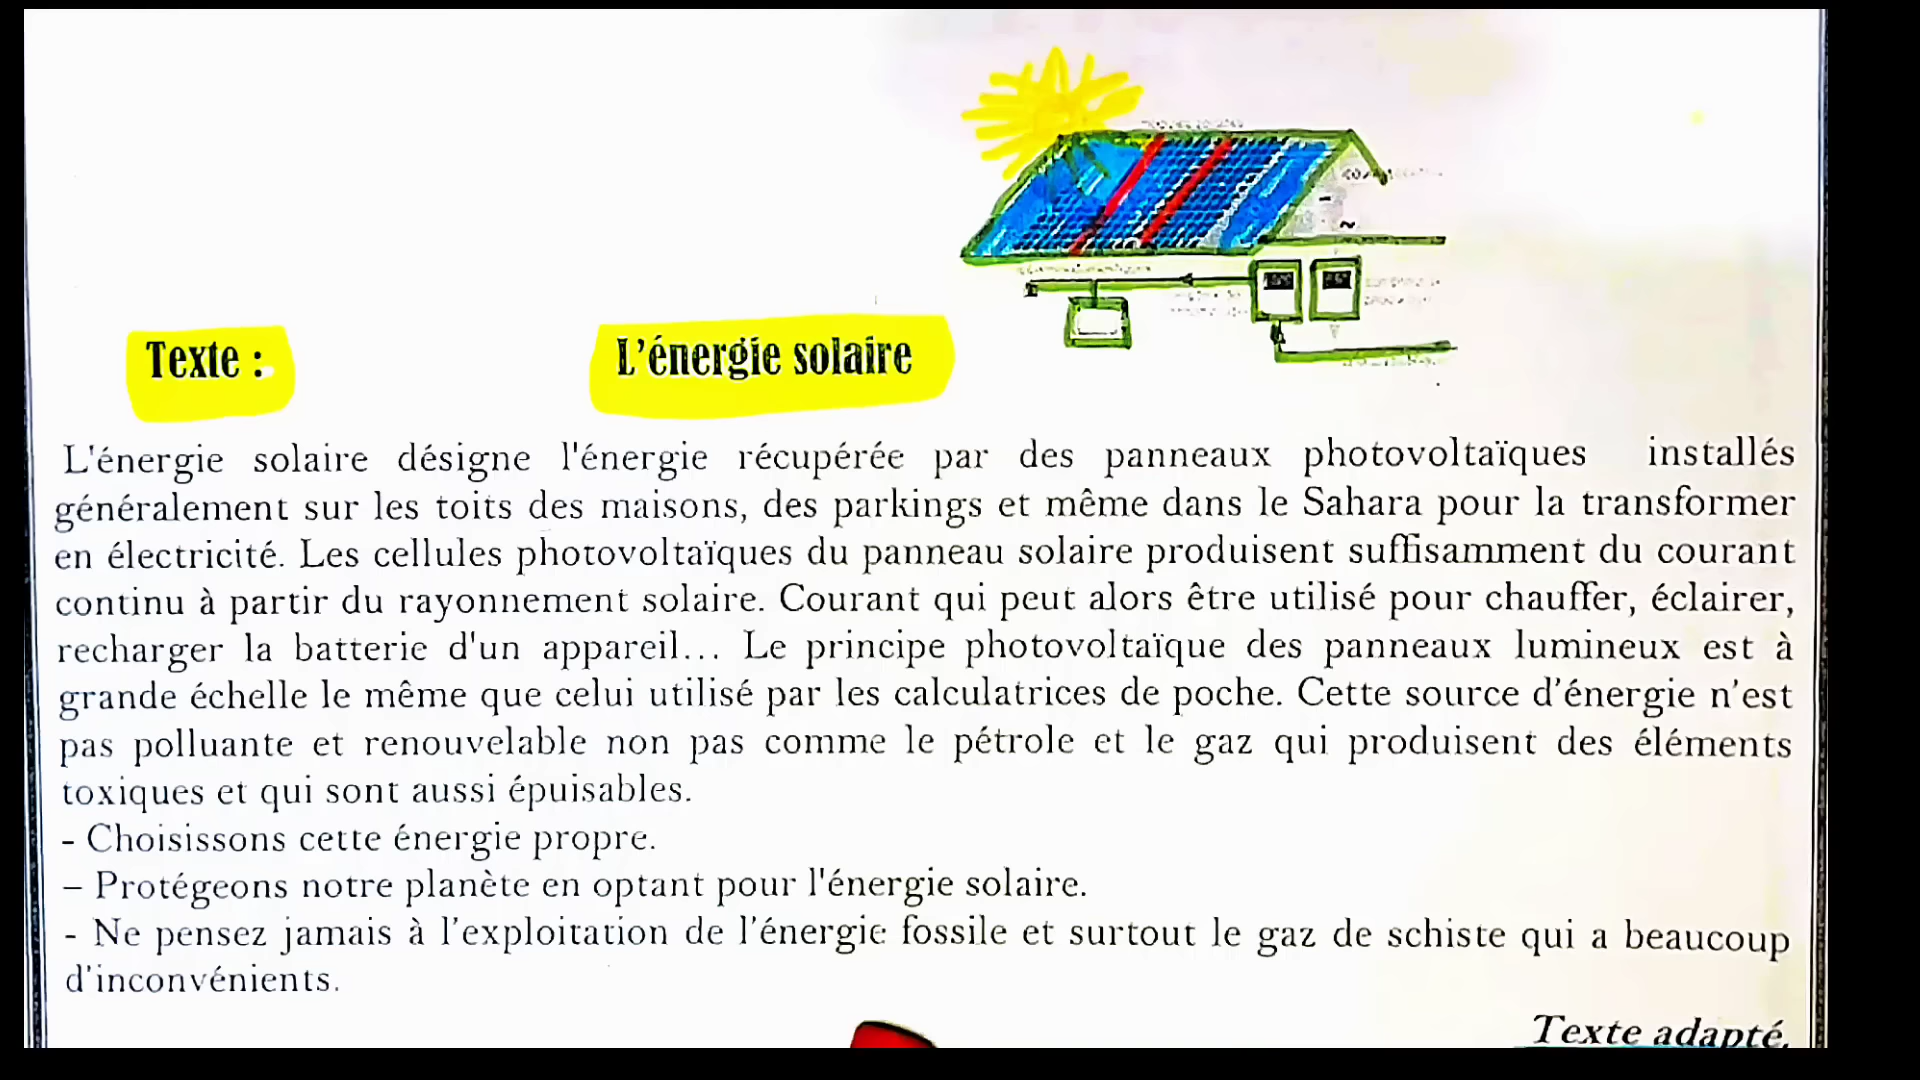 Texte :
L'énergie solaire
L'énergie solaire désigne l'énergie récupérée par des panneaux photovoltaïques installés
généralement sur les toits des maisons, des parkings et même dans le Sahara pour la transformer
en électricité. Les cellules photovoltaïques du panneau solaire produisent suffisamment du courant
continu à partir du rayonnement solaire. Courant qui peut alors être utilisé pour chauffer, éclairer,
recharger la batterie d'un appareil... Le principe photovoltaïque des panneaux lumineux est à
grande échelle le même que celui utilisé par les calculatrices de poche. Cette source d'énergie n'est
pas polluante et renouvelable non pas comme le pétrole et le gaz qui produisent des éléments
toxiques et qui sont aussi épuisables.
- Choisissons cette énergie propre.
– Protégeons notre planète en optant pour l'énergie solaire.
- Ne pensez jamais à l'exploitation de l'énergie fossile et surtout le gaz de schiste qui a beaucoup
d'inconvénients.
Texte adapté.